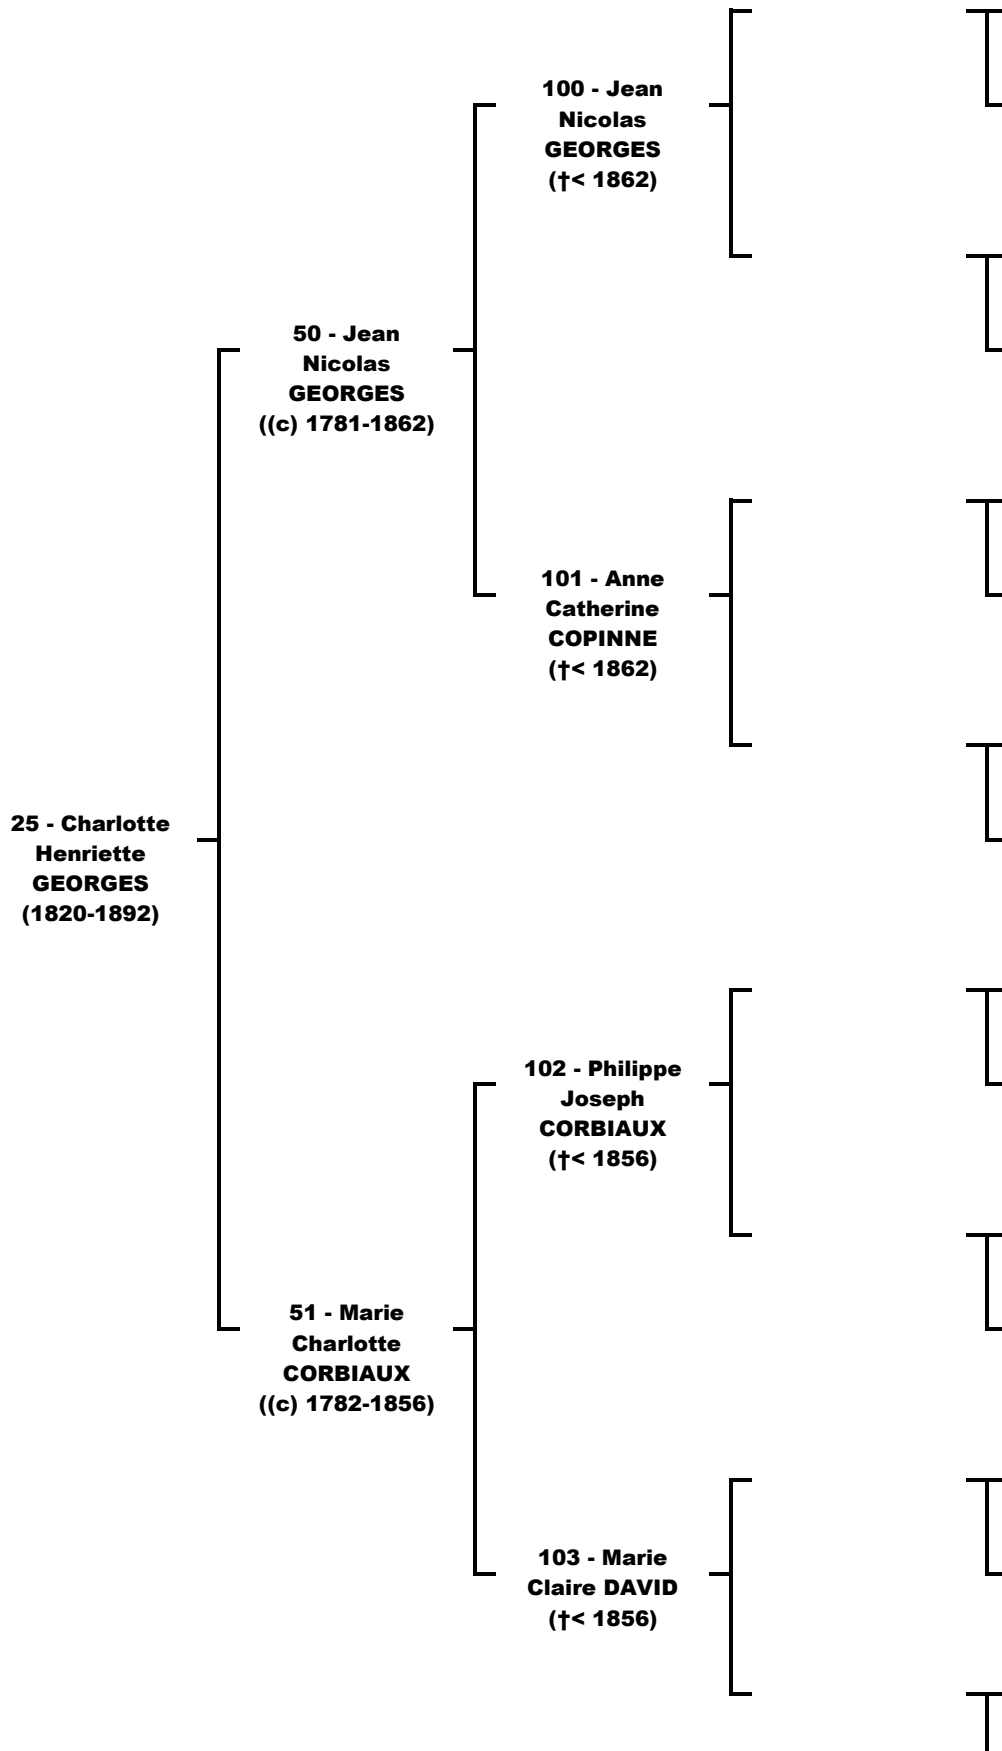 100 - Jean
Nicolas
GEORGES
(†< 1862)
50 - Jean
Nicolas
GEORGES
((c) 1781-1862)
101 - Anne
Catherine
COPINNE
(†< 1862)
25 - Charlotte
Henriette
GEORGES
(1820-1892)
102 - Philippe
Joseph
CORBIAUX
(†< 1856)
51 - Marie
Charlotte
CORBIAUX
((c) 1782-1856)
103 - Marie
Claire DAVID
(†< 1856)